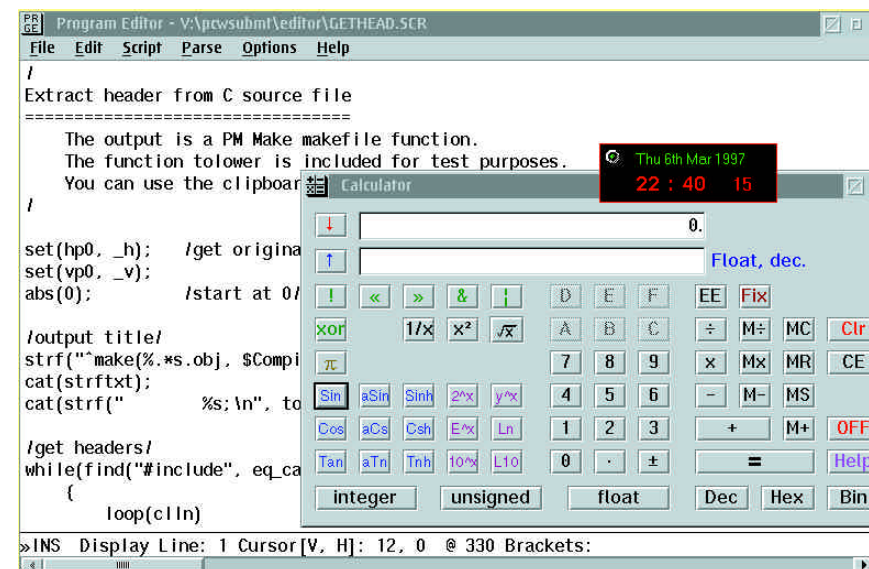 PR GE Program Editor - V:\pcwsubmt\editor\GETHEAD.SCR
File Edit Script Parse Options Help
/
Extract header from C source file
=================================
The output is a PM Make makefile function.
The function tolower is included for test purposes.
You can use the clipboar
/
set(hp0, _h); /get origina
set(vp0, _v);
abs(0); /start at 0/
/output title/
strf("^make(%.*s.obj, $Compi
cat(strftxt);
cat(strf(" %s;\n", to
/get headers/
while(find("#include", eq_ca
{
loop(clln)
»INS Display Line: 1 Cursor[V, H]: 12, 0 @ 330 Brackets:
Thu 6th Mar 1997
22 : 40 15
Calculator
↓ 0.
↑ Float, dec.
! « » & ¦ D E F EE Fix
xor 1/x x² √x A B C ÷ M÷ MC Clr
π 7 8 9 x Mx MR CE
Sin aSin Sinh 2^x y^x 4 5 6 - M- MS
Cos aCs Csh E^x Ln 1 2 3 + M+ OFF
Tan aTn Tnh 10^x L10 0 . ± = Help
integer unsigned float Dec Hex Bin